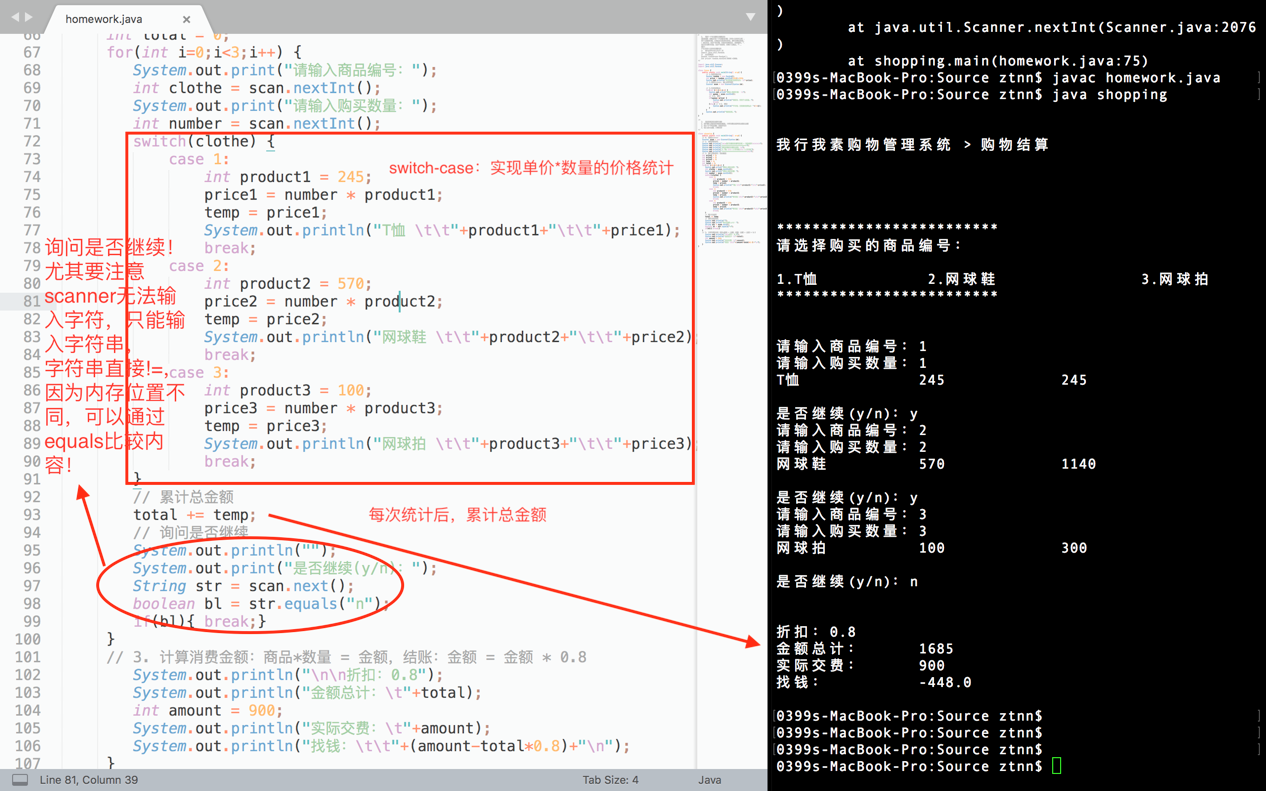 homework.java
66 int total = 0;
67 for(int i=0;i<3;i++) {
68 System.out.print("请输入商品编号：");
69 int clothe = scan.nextInt();
70 System.out.print("请输入购买数量：");
71 int number = scan.nextInt();
72 switch(clothe) {
73 case 1:
74 int product1 = 245;
75 price1 = number * product1;
76 temp = price1;
77 System.out.println("T恤 \t\t"+product1+"\t\t"+price1);
78 break;
79 case 2:
80 int product2 = 570;
81 price2 = number * product2;
82 temp = price2;
83 System.out.println("网球鞋 \t\t"+product2+"\t\t"+price2)
84 break;
85 case 3:
86 int product3 = 100;
87 price3 = number * product3;
88 temp = price3;
89 System.out.println("网球拍 \t\t"+product3+"\t\t"+price3)
90 break;
91 }
92 // 累计总金额
93 total += temp;
94 // 询问是否继续
95 System.out.println("");
96 System.out.print("是否继续(y/n)：");
97 String str = scan.next();
98 boolean bl = str.equals("n");
99 if(bl){ break;}
100 }
101 // 3. 计算消费金额：商品*数量 = 金额，结账：金额 = 金额 * 0.8
102 System.out.println("\n\n折扣：0.8");
103 System.out.println("金额总计：\t"+total);
104 int amount = 900;
105 System.out.println("实际交费：\t"+amount);
106 System.out.println("找钱：\t\t"+(amount-total*0.8)+"\n");
107 }
switch-case：实现单价*数量的价格统计
询问是否继续！
尤其要注意
scanner无法输
入字符，只能输
入字符串，
字符串直接!=,
因为内存位置不
同，可以通过
equals比较内
容！
每次统计后，累计总金额
Line 81, Column 39
Tab Size: 4
Java
)
at java.util.Scanner.nextInt(Scanner.java:2076
)
at shopping.main(homework.java:75)
[0399s-MacBook-Pro:Source ztnn$ javac homework.java ]
[0399s-MacBook-Pro:Source ztnn$ java shopping ]
我行我素购物管理系统 > 购物结算
*************************
请选择购买的商品编号：
1.T恤 2.网球鞋 3.网球拍
*************************
请输入商品编号：1
请输入购买数量：1
T恤 245 245
是否继续(y/n)：y
请输入商品编号：2
请输入购买数量：2
网球鞋 570 1140
是否继续(y/n)：y
请输入商品编号：3
请输入购买数量：3
网球拍 100 300
是否继续(y/n)：n
折扣：0.8
金额总计： 1685
实际交费： 900
找钱： -448.0
[0399s-MacBook-Pro:Source ztnn$ ]
[0399s-MacBook-Pro:Source ztnn$ ]
[0399s-MacBook-Pro:Source ztnn$ ]
0399s-MacBook-Pro:Source ztnn$